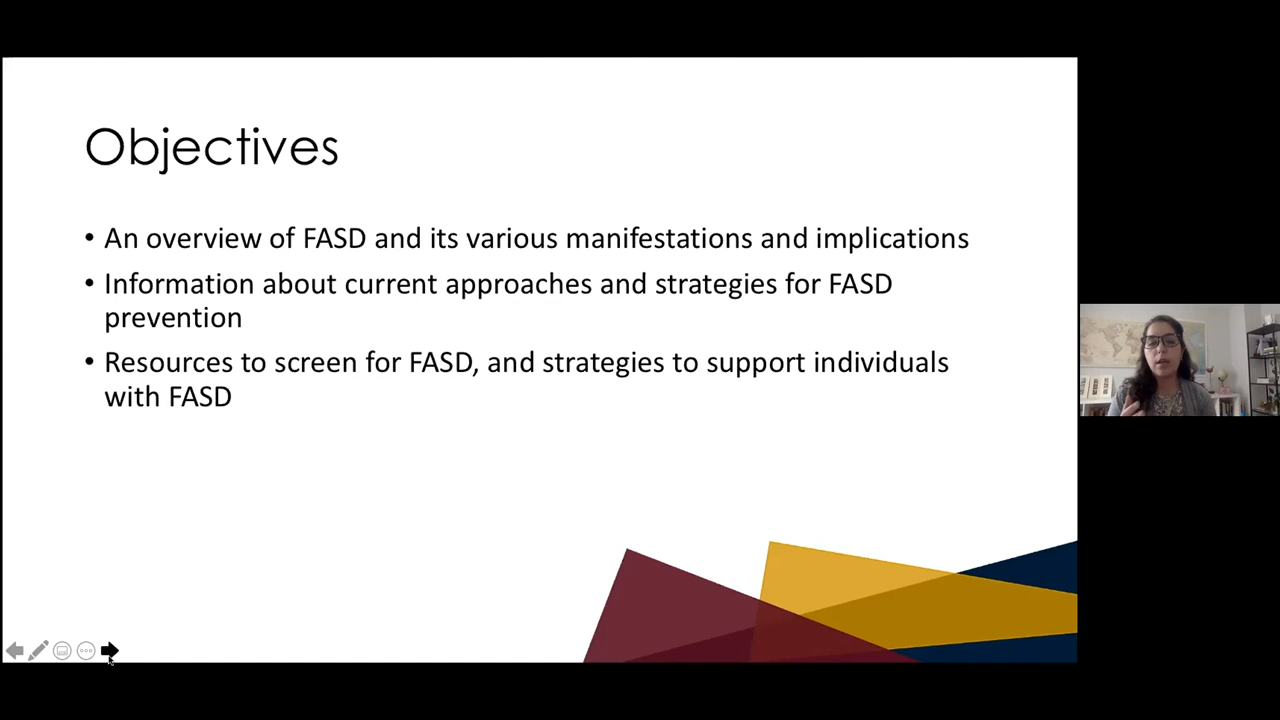 Objectives
• An overview of FASD and its various manifestations and implications
• Information about current approaches and strategies for FASD
prevention
• Resources to screen for FASD, and strategies to support individuals
with FASD